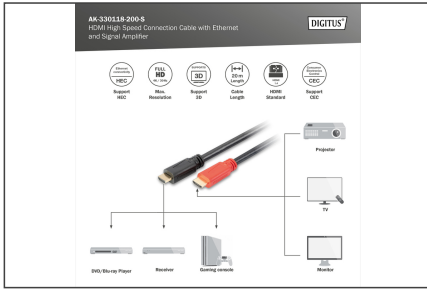 AK-330118-200-S
HDMI High Speed Connection Cable with Ethernet
and Signal Amplifier
DIGITUS®
HEC
FULL
HD
SUPPORTED
3D
20 m
Length
CEC
Support
HEC
Max.
Resolution
Support
3D
Cable
Length
HDMI
Standard
Support
CEC
Projector
TV
Monitor
DVD/Blu-ray Player
Receiver
Gaming console